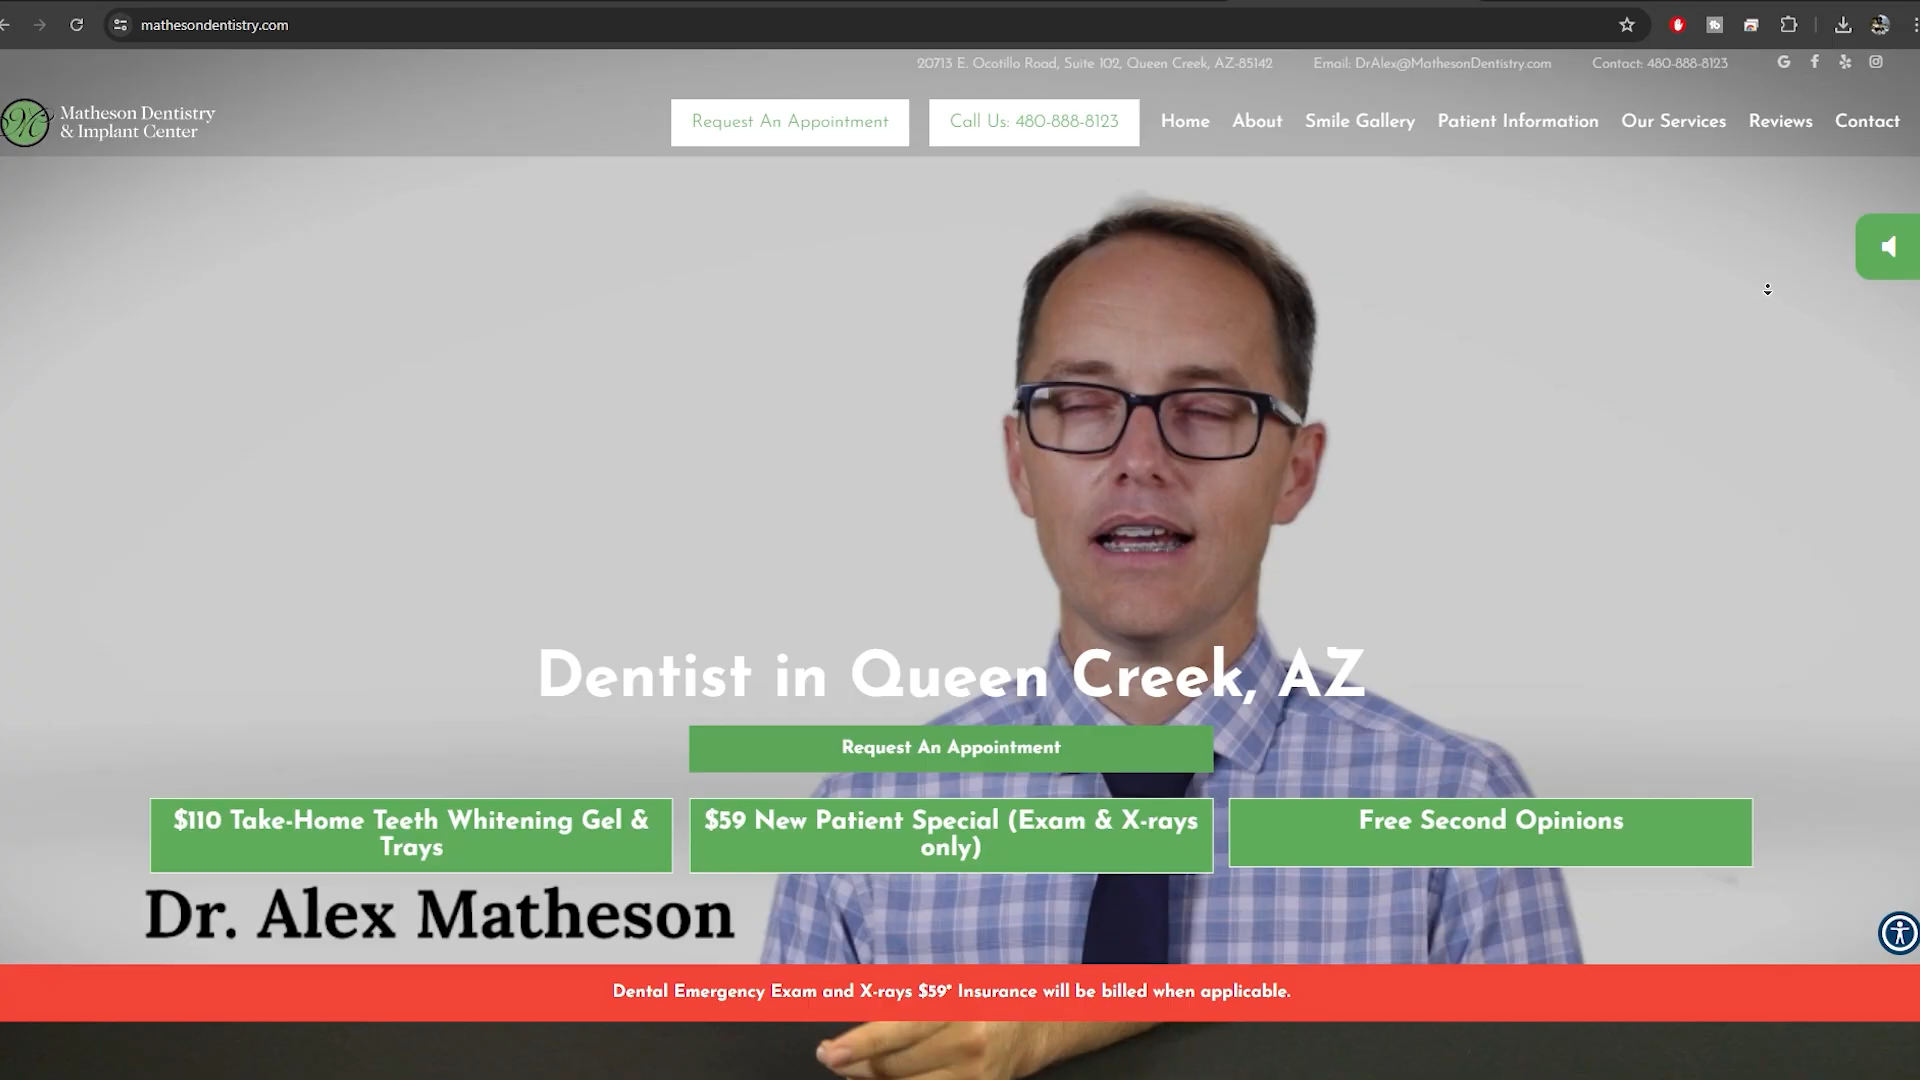 mathesondentistry.com
20713 E. Ocotillo Road, Suite 102, Queen Creek, AZ-85142 Email: DrAlex@MathesonDentistry.com Contact: 480-888-8123
Matheson Dentistry
& Implant Center
Request An Appointment Call Us: 480-888-8123 Home About Smile Gallery Patient Information Our Services Reviews Contact
Dentist in Queen Creek, AZ
Request An Appointment
$110 Take-Home Teeth Whitening Gel &
Trays
$59 New Patient Special (Exam & X-rays
only)
Free Second Opinions
Dr. Alex Matheson
Dental Emergency Exam and X-rays $59* Insurance will be billed when applicable.